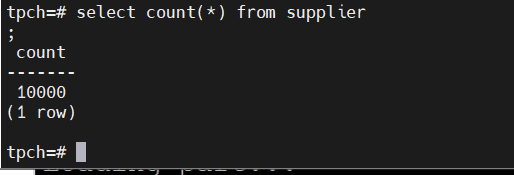 tpch=# select count(*) from supplier
;
 count
-------
 10000
(1 row)

tpch=#